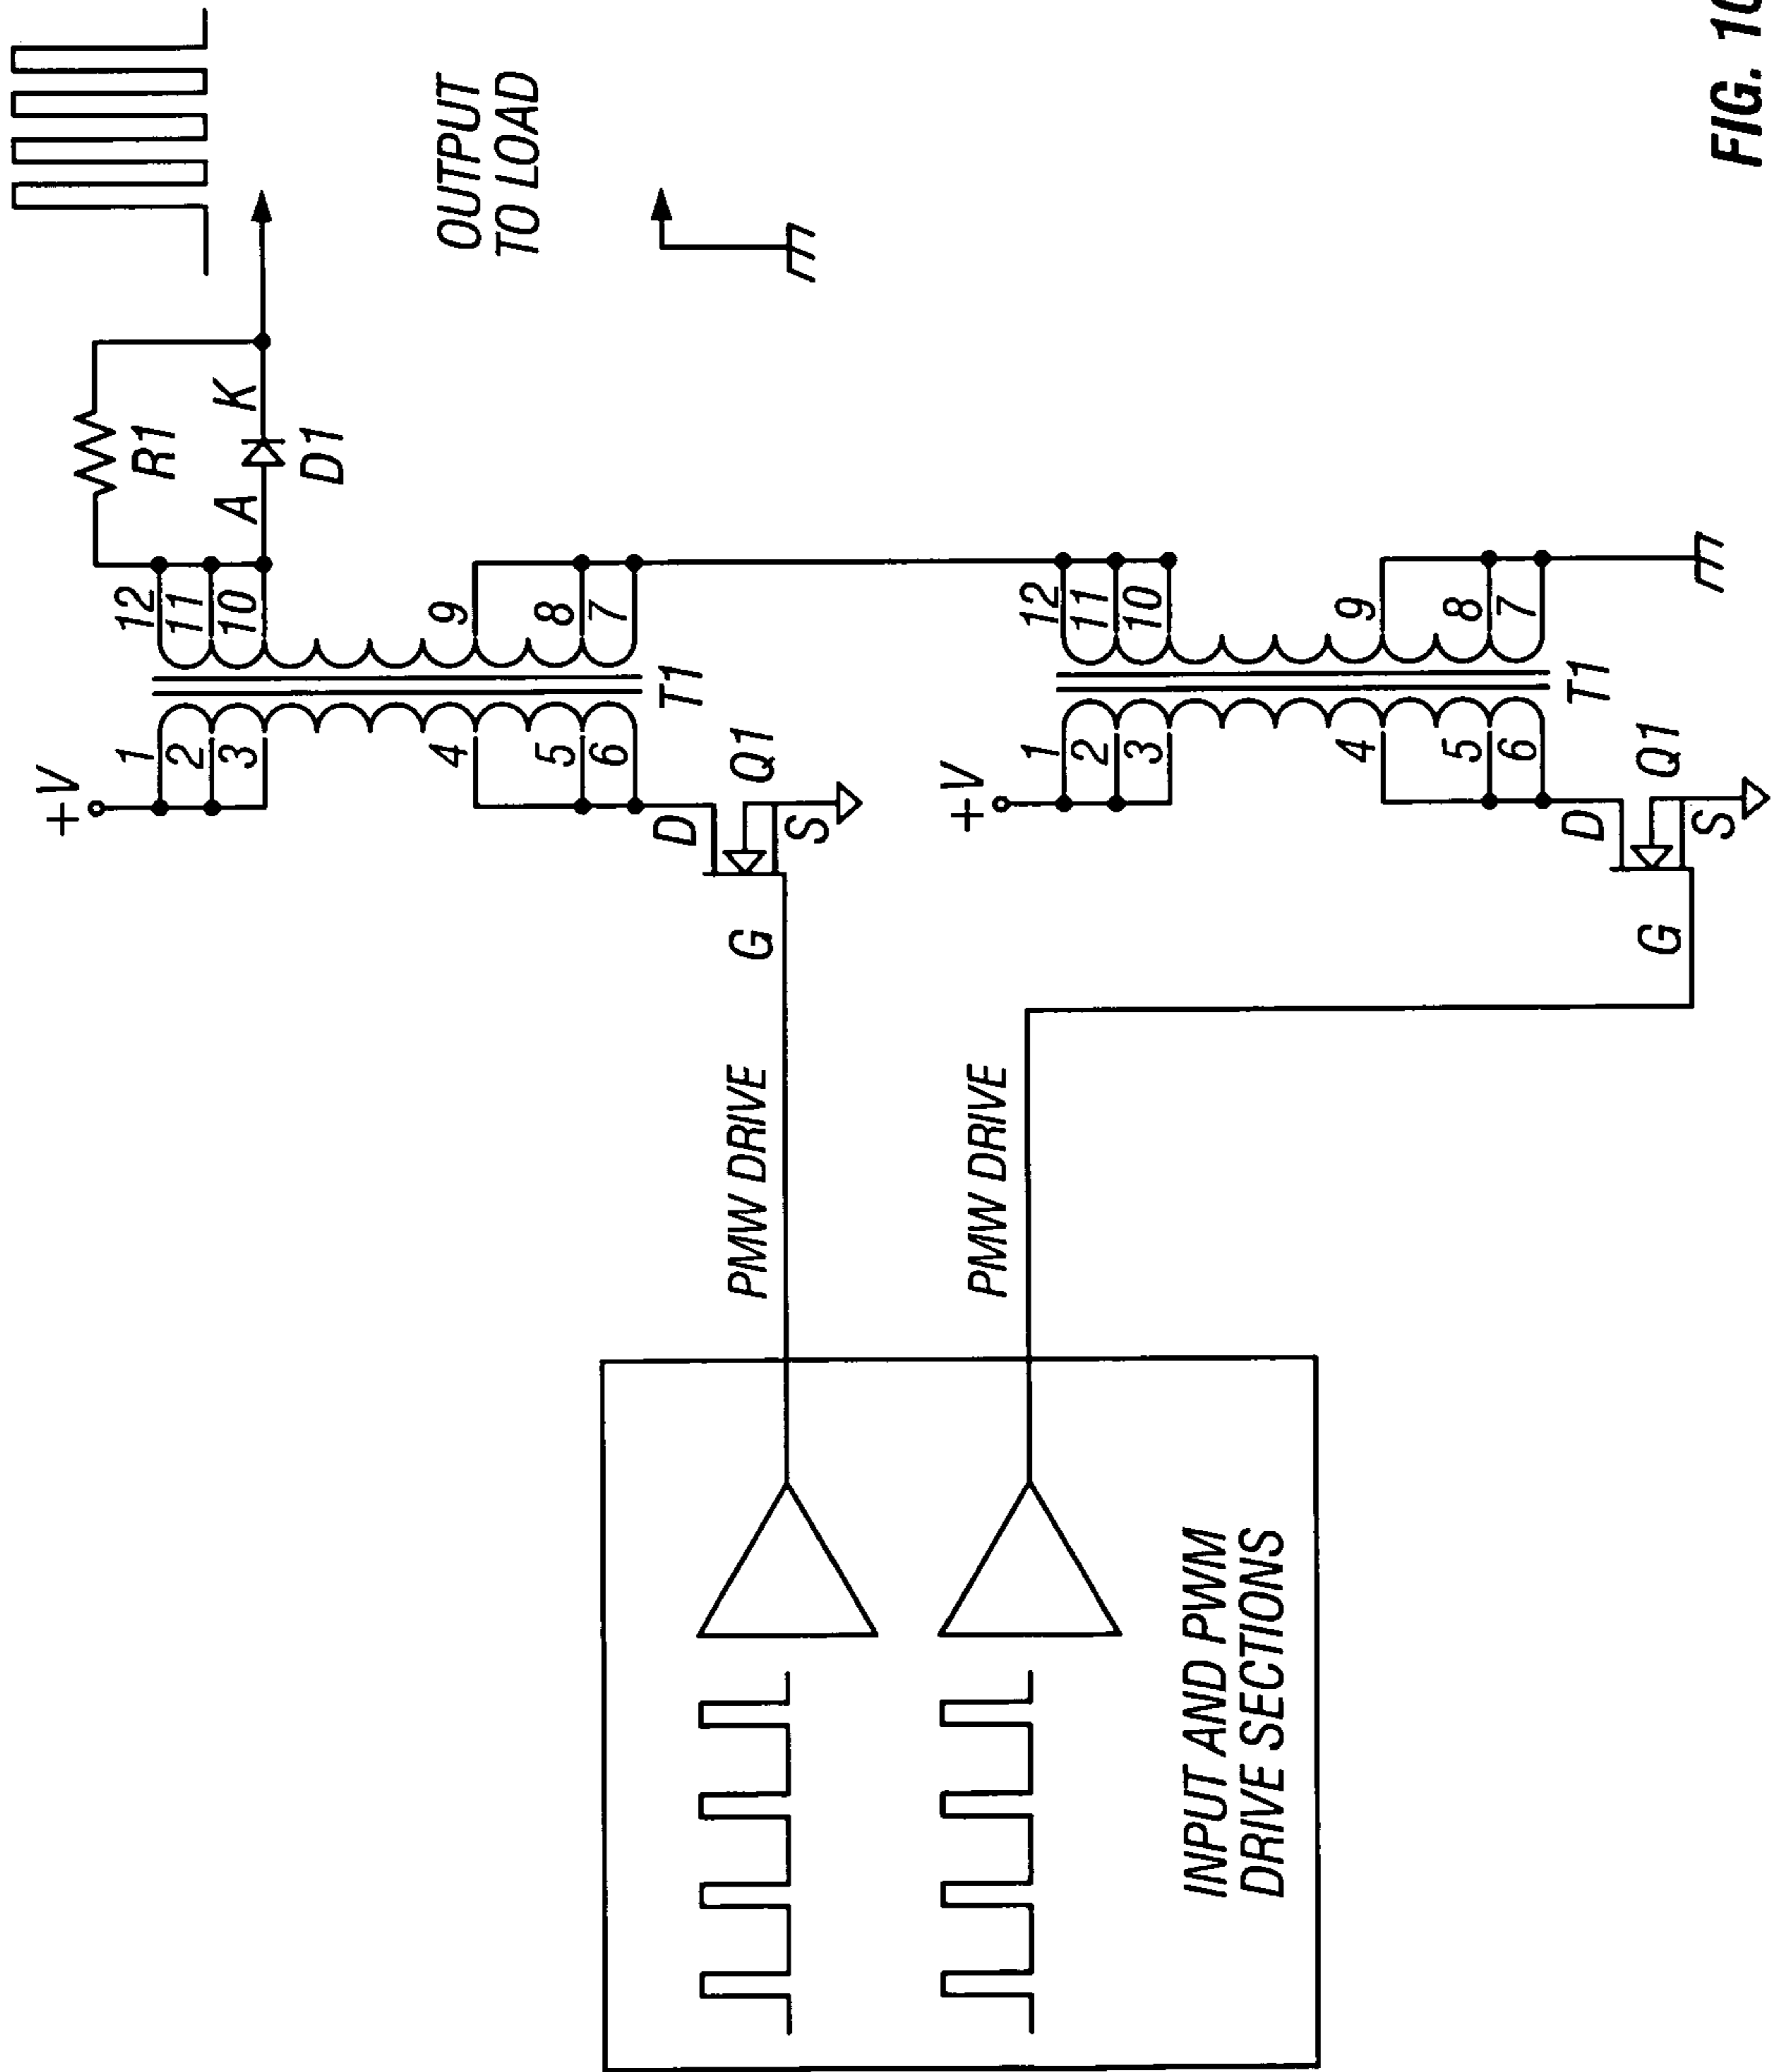 +V
1
12
R1
2
11
3
10
A
K
D1
4
9
OUTPUT
TO LOAD
5
8
6
7
D
T1
PMW DRIVE
G
Q1
S
+V
PMW DRIVE
1
12
2
11
3
10
INPUT AND PWM
DRIVE SECTIONS
4
9
5
8
6
7
D
T1
G
Q1
S
FIG. 10